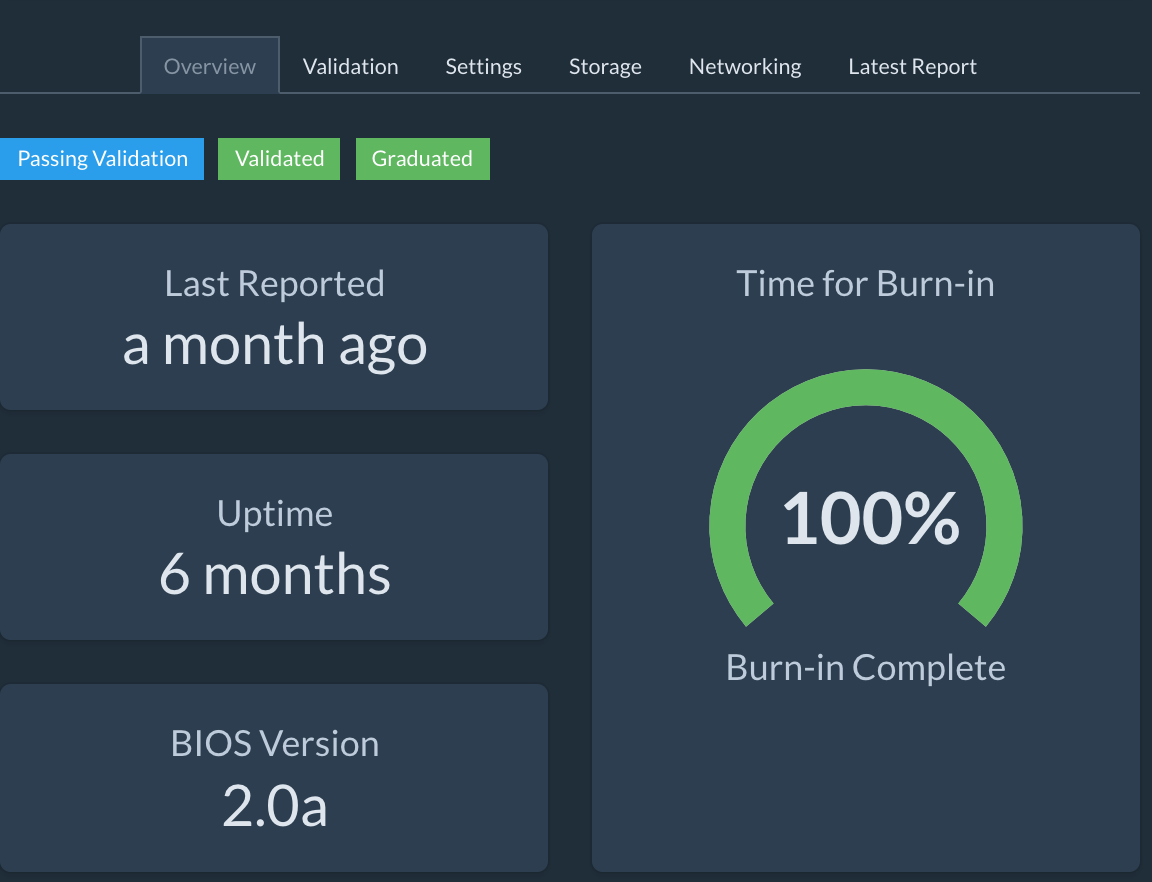 Overview Validation Settings Storage Networking Latest Report
Passing Validation Validated Graduated
Last Reported
a month ago
Uptime
6 months
BIOS Version
2.0a
Time for Burn-in
100%
Burn-in Complete